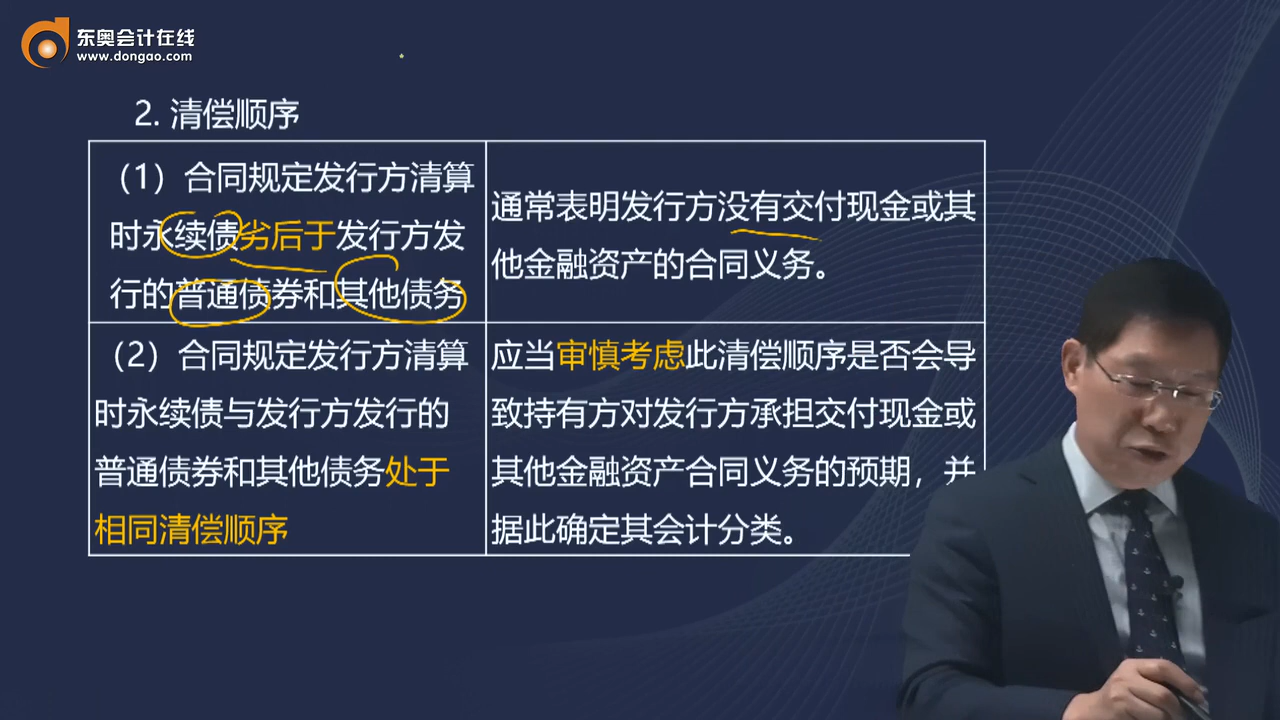 东奥会计在线
www.dongao.com
2. 清偿顺序
（1）合同规定发行方清算
时永续债劣后于发行方发
行的普通债券和其他债务
通常表明发行方没有交付现金或其
他金融资产的合同义务。
（2）合同规定发行方清算
时永续债与发行方发行的
普通债券和其他债务处于
相同清偿顺序
应当审慎考虑此清偿顺序是否会导
致持有方对发行方承担交付现金或
其他金融资产合同义务的预期，并
据此确定其会计分类。